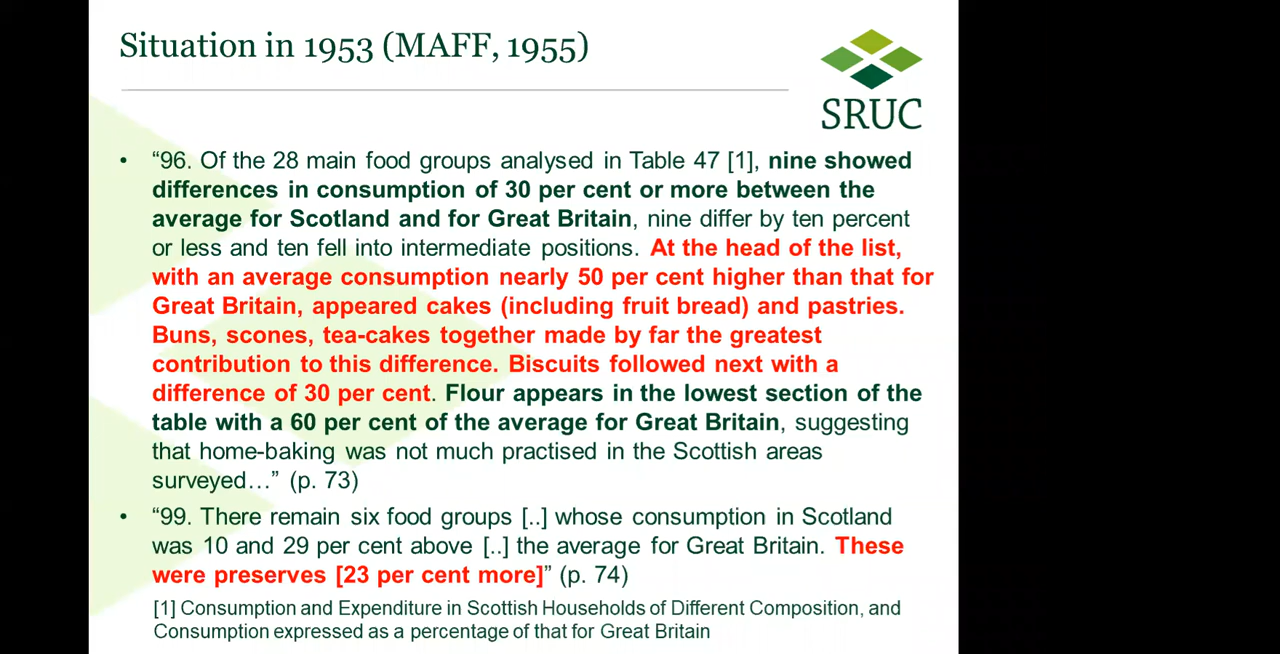 Situation in 1953 (MAFF, 1955)
SRUC
• “96. Of the 28 main food groups analysed in Table 47 [1], nine showed
differences in consumption of 30 per cent or more between the
average for Scotland and for Great Britain, nine differ by ten percent
or less and ten fell into intermediate positions. At the head of the list,
with an average consumption nearly 50 per cent higher than that for
Great Britain, appeared cakes (including fruit bread) and pastries.
Buns, scones, tea-cakes together made by far the greatest
contribution to this difference. Biscuits followed next with a
difference of 30 per cent. Flour appears in the lowest section of the
table with a 60 per cent of the average for Great Britain, suggesting
that home-baking was not much practised in the Scottish areas
surveyed…” (p. 73)
• “99. There remain six food groups [..] whose consumption in Scotland
was 10 and 29 per cent above [..] the average for Great Britain. These
were preserves [23 per cent more]” (p. 74)
[1] Consumption and Expenditure in Scottish Households of Different Composition, and
Consumption expressed as a percentage of that for Great Britain